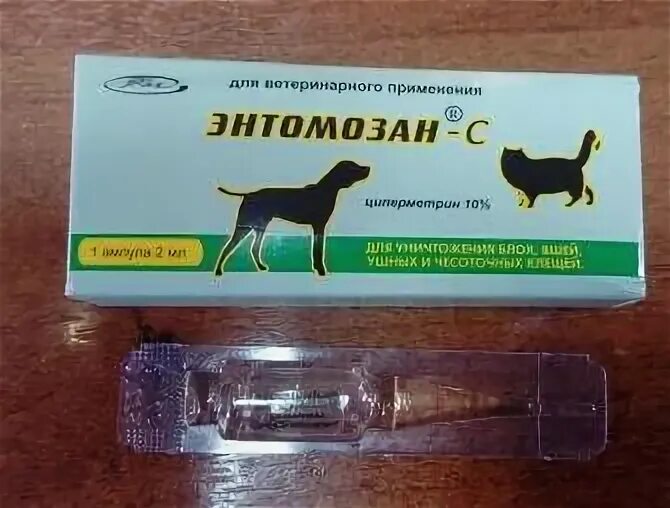 для ветеринарного применения
ЭНТОМОЗАН®-С
циперметрин 10%
1 ампула 2 мл
ДЛЯ УНИЧТОЖЕНИЯ БЛОХ, ВШЕЙ,
УШНЫХ И ЧЕСОТОЧНЫХ КЛЕЩЕЙ.